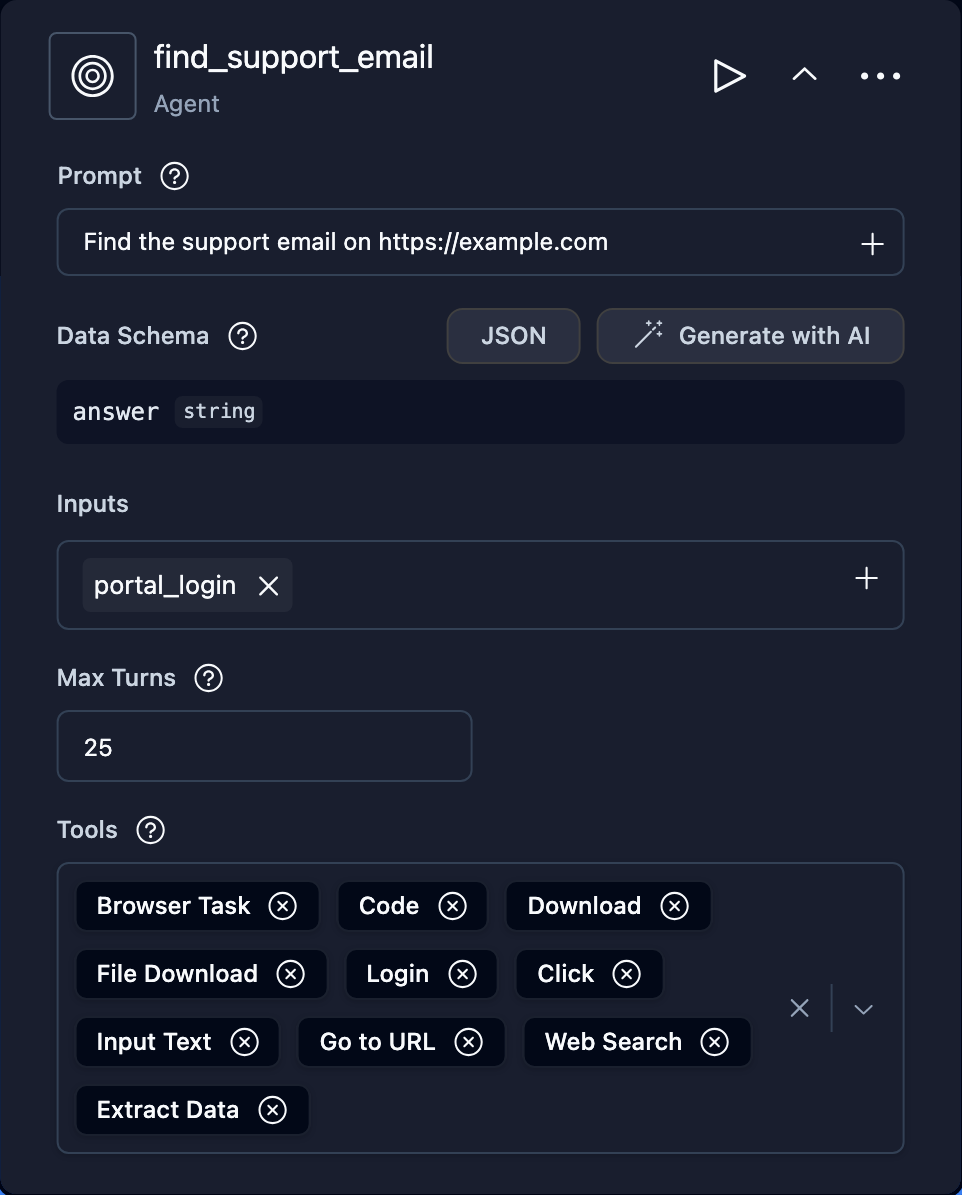 find_support_email
Agent
Prompt
Find the support email on https://example.com
Data Schema JSON Generate with AI
answer string
Inputs
portal_login
Max Turns
25
Tools
Browser Task Code Download
File Download Login Click
Input Text Go to URL Web Search
Extract Data